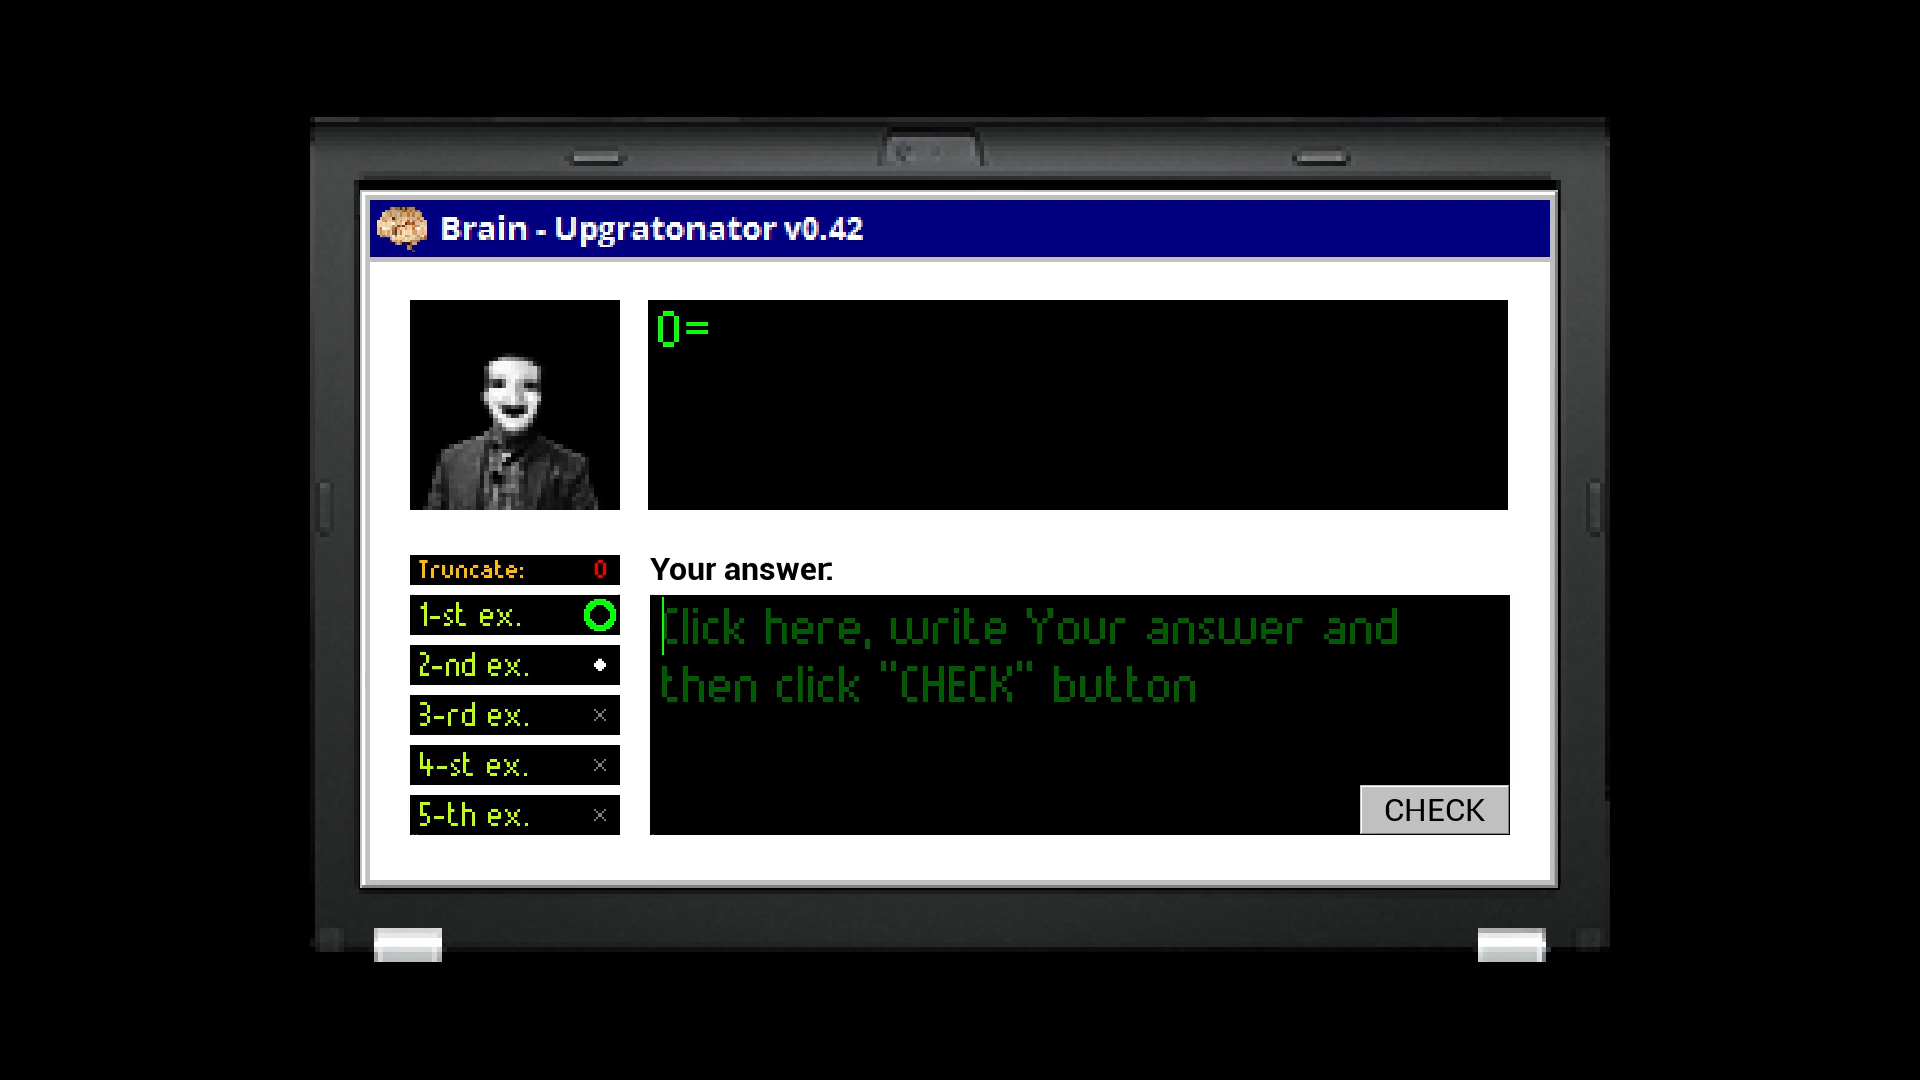 Brain - Upgratonator v0.42
0=
Truncate: 0
Your answer:
1-st ex.
Click here, write Your answer and
then click "CHECK" button
2-nd ex.
3-rd ex.
4-st ex.
5-th ex.
CHECK